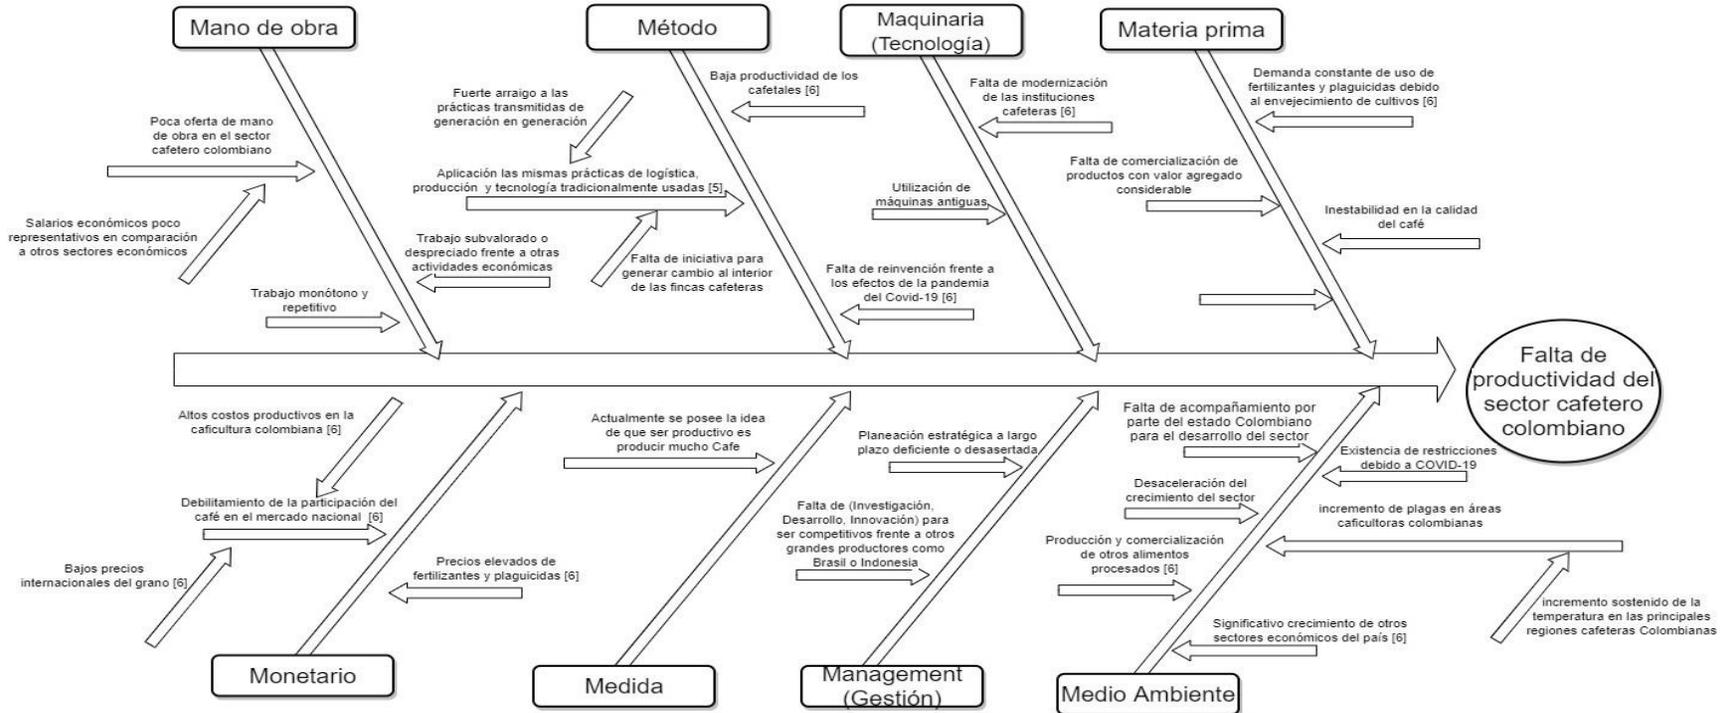 Mano de obra
Método
Maquinaria
(Tecnología)
Materia prima
Poca oferta de mano
de obra en el sector
cafetero colombiano
Salarios económicos poco
representativos en comparación
a otros sectores económicos
Trabajo monótono y
repetitivo
Trabajo subvalorado o
despreciado frente a otras
actividades económicas
Fuerte arraigo a las
prácticas transmitidas de
generación en generación
Aplicación las mismas prácticas de logística,
producción y tecnología tradicionalmente usadas [5]
Falta de iniciativa para
generar cambio al interior
de las fincas cafeteras
Baja productividad de los
cafetales [6]
Falta de reinvención frente a
los efectos de la pandemia
del Covid-19 [6]
Utilización de
máquinas antiguas
Falta de modernización
de las instituciones
cafeteras [6]
Falta de comercialización de
productos con valor agregado
considerable
Demanda constante de uso de
fertilizantes y plaguicidas debido
al envejecimiento de cultivos [6]
Inestabilidad en la calidad
del café
Falta de
productividad del
sector cafetero
colombiano
Altos costos productivos en la
caficultura colombiana [6]
Debilitamiento de la participación del
café en el mercado nacional [6]
Bajos precios
internacionales del grano [6]
Precios elevados de
fertilizantes y plaguicidas [6]
Actualmente se posee la idea
de que ser productivo es
producir mucho Cafe
Planeación estratégica a largo
plazo deficiente o desasertada
Falta de (Investigación,
Desarrollo, Innovación) para
ser competitivos frente a otros
grandes productores como
Brasil o Indonesia
Falta de acompañamiento por
parte del estado Colombiano
para el desarrollo del sector
Existencia de restricciones
debido a COVID-19
Desaceleración del
crecimiento del sector
incremento de plagas en áreas
caficultoras colombianas
Producción y comercialización
de otros alimentos
procesados [6]
incremento sostenido de la
temperatura en las principales
regiones cafeteras Colombianas
Significativo crecimiento de otros
sectores económicos del país [6]
Monetario
Medida
Management
(Gestión)
Medio Ambiente